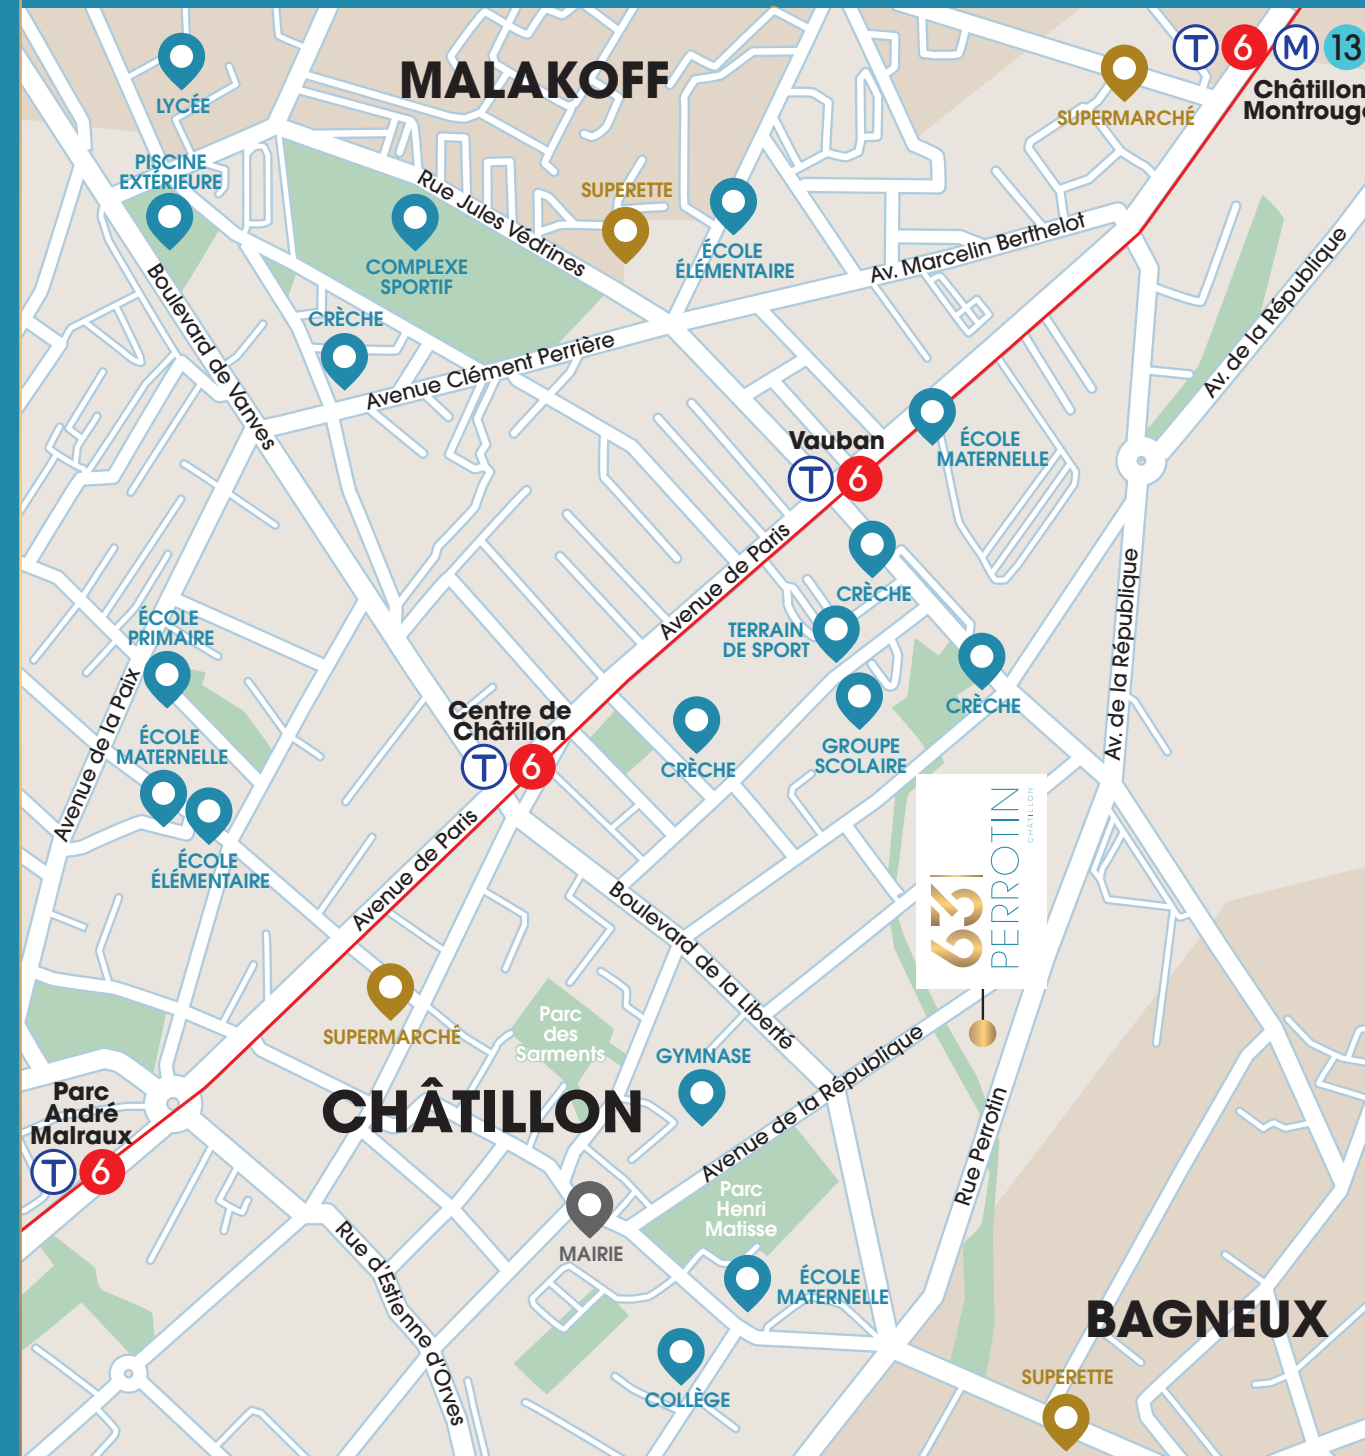 T 6 M 13
Châtillon
Montrouge
LYCÉE
MALAKOFF
SUPERMARCHÉ
PISCINE
EXTÉRIEURE
Rue Jules Védrines
SUPERETTE
ÉCOLE
ÉLÉMENTAIRE
COMPLEXE
SPORTIF
Av. Marcelin Berthelot
Av. de la République
CRÈCHE
Boulevard de Vanves
Avenue Clément Perrière
ÉCOLE
MATERNELLE
Vauban
T 6
Avenue de Paris
CRÈCHE
TERRAIN
DE SPORT
Av. de la République
ÉCOLE
PRIMAIRE
Avenue de la Paix
ÉCOLE
MATERNELLE
ÉCOLE
ÉLÉMENTAIRE
Centre de
Châtillon
T 6
CRÈCHE
GROUPE
SCOLAIRE
CRÈCHE
63
PERROTIN
CHÂTILLON
Avenue de Paris
Boulevard de la Liberté
SUPERMARCHÉ
Parc
des
Sarments
GYMNASE
Avenue de la République
CHÂTILLON
Parc
André
Malraux
T 6
Rue Perrotin
Parc
Henri
Matisse
MAIRIE
Rue d'Estienne d'Orves
ÉCOLE
MATERNELLE
COLLÈGE
BAGNEUX
SUPERETTE